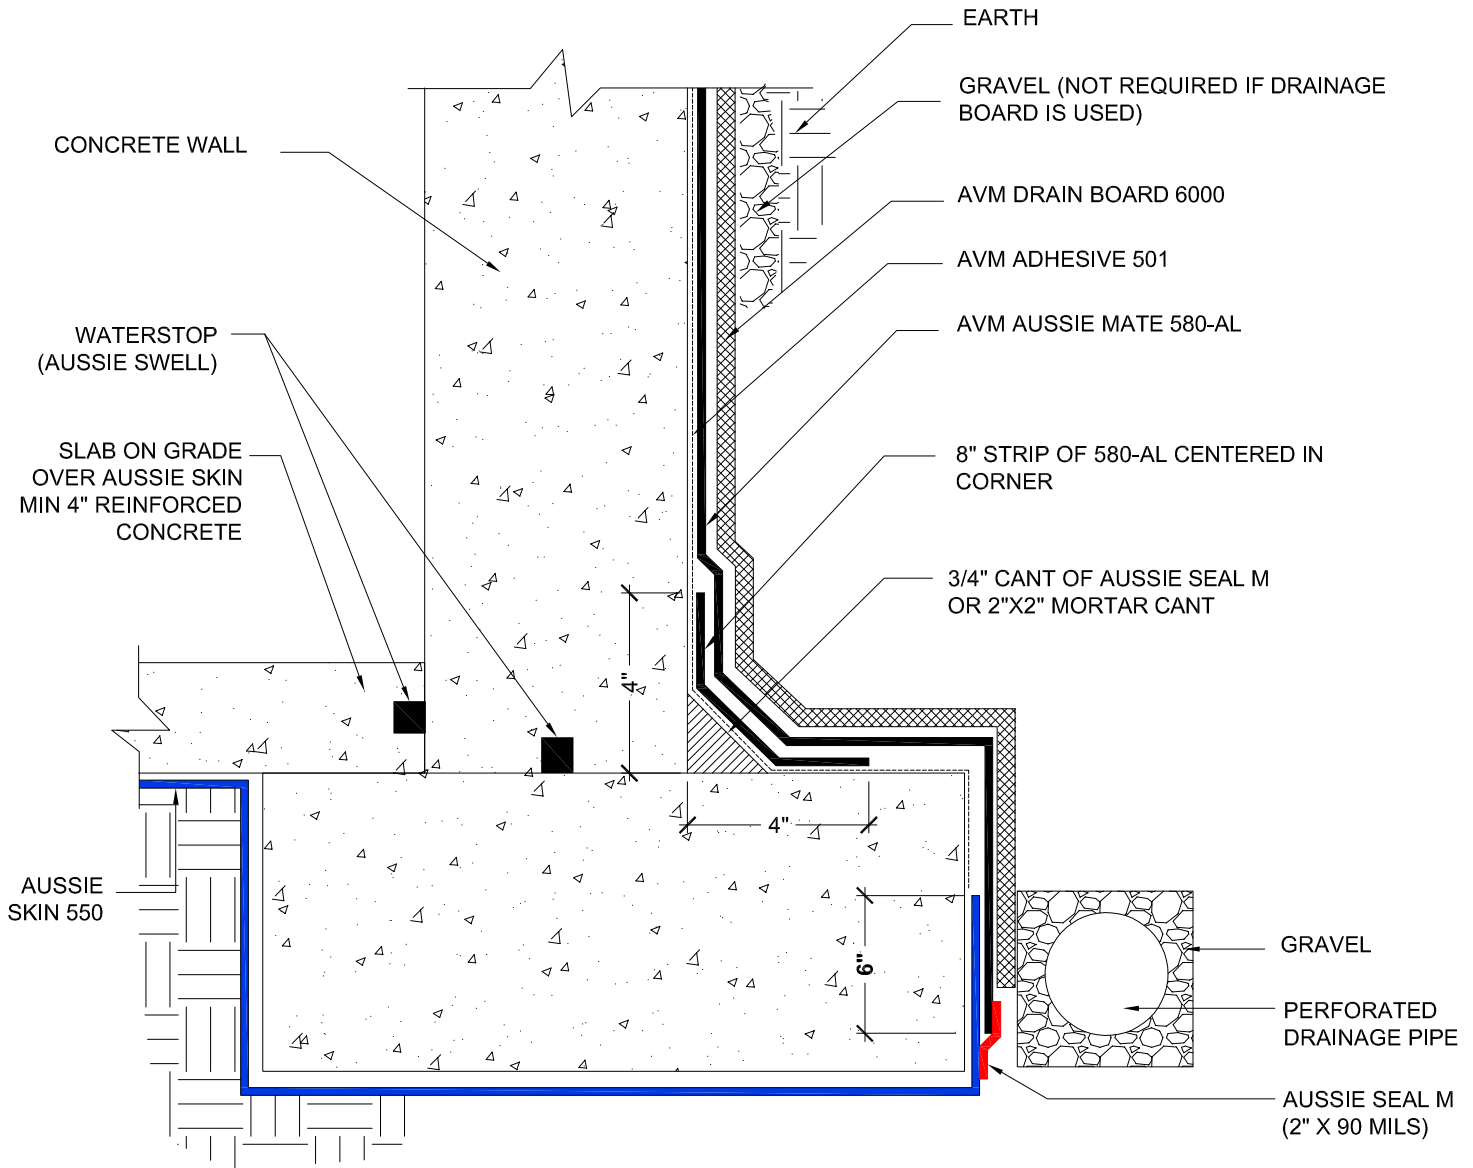 EARTH
GRAVEL (NOT REQUIRED IF DRAINAGE
BOARD IS USED)
CONCRETE WALL
AVM DRAIN BOARD 6000
AVM ADHESIVE 501
AVM AUSSIE MATE 580-AL
WATERSTOP
(AUSSIE SWELL)
SLAB ON GRADE
OVER AUSSIE SKIN
MIN 4" REINFORCED
CONCRETE
8" STRIP OF 580-AL CENTERED IN
CORNER
3/4" CANT OF AUSSIE SEAL M
OR 2"X2" MORTAR CANT
4"
4"
AUSSIE
SKIN 550
6"
GRAVEL
PERFORATED
DRAINAGE PIPE
AUSSIE SEAL M
(2" X 90 MILS)